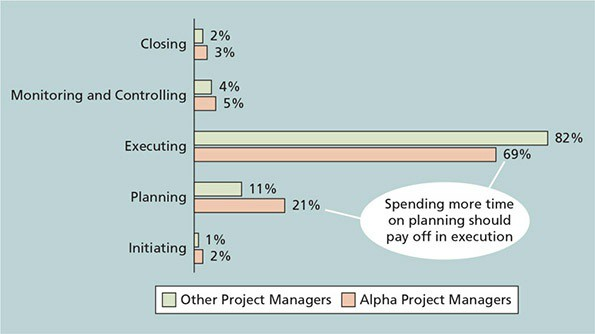 Closing
2%
3%
Monitoring and Controlling
4%
5%
Executing
82%
69%
Planning
11%
21%
Spending more time
on planning should
pay off in execution
Initiating
1%
2%
Other Project Managers
Alpha Project Managers